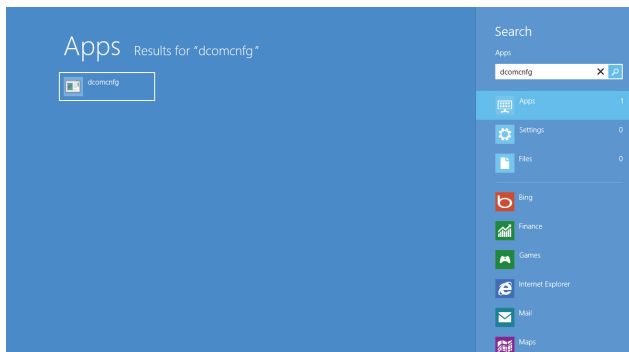 Apps Results for "dcomcnfg"
dcomcnfg
Search
Apps
dcomcnfg
Apps 1
Settings 0
Files 0
Bing
Finance
Games
Internet Explorer
Mail
Maps